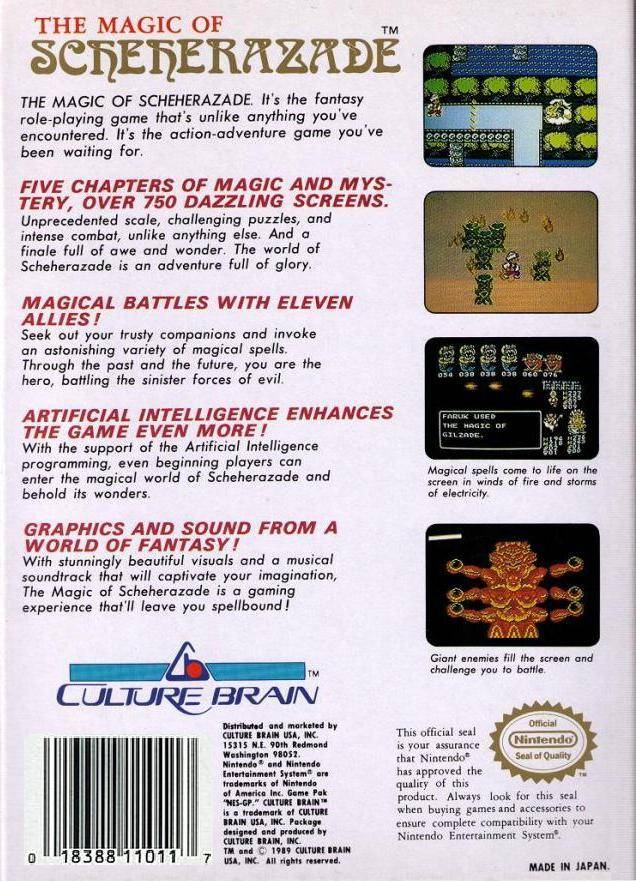 THE MAGIC OF
SCHEHERAZADE TM
THE MAGIC OF SCHEHERAZADE. It's the fantasy
role-playing game that's unlike anything you've
encountered. It's the action-adventure game you've
been waiting for.
FIVE CHAPTERS OF MAGIC AND MYS-
TERY, OVER 750 DAZZLING SCREENS.
Unprecedented scale, challenging puzzles, and
intense combat, unlike anything else. And a
finale full of awe and wonder. The world of
Scheherazade is an adventure full of glory.
MAGICAL BATTLES WITH ELEVEN
ALLIES!
Seek out your trusty companions and invoke
an astonishing variety of magical spells.
Through the past and the future, you are the
hero, battling the sinister forces of evil.
ARTIFICIAL INTELLIGENCE ENHANCES
THE GAME EVEN MORE!
With the support of the Artificial Intelligence
programming, even beginning players can
enter the magical world of Scheherazade and
behold its wonders.
GRAPHICS AND SOUND FROM A
WORLD OF FANTASY!
With stunningly beautiful visuals and a musical
soundtrack that will captivate your imagination,
The Magic of Scheherazade is a gaming
experience that'll leave you spellbound!
054 038 038 038 060 076
FARUK USED
THE MAGIC OF
GILZADE.
Magical spells come to life on the
screen in winds of fire and storms
of electricity.
Giant enemies fill the screen and
challenge you to battle.
CULTURE BRAIN TM
0 18388 11011 7
Distributed and marketed by
CULTURE BRAIN USA, INC.
15315 N.E. 90th Redmond
Washington 98052.
Nintendo® and Nintendo
Entertainment System® are
trademarks of Nintendo
of America Inc. Game Pak
"NES-GP." CULTURE BRAIN™
is a trademark of CULTURE
BRAIN USA, INC. Package
designed and produced by
CULTURE BRAIN, INC.
TM and © 1989 CULTURE BRAIN
USA, INC. All rights reserved.
This official seal
is your assurance
that Nintendo®
has approved the
quality of this
product. Always look for this seal
when buying games and accessories to
ensure complete compatibility with your
Nintendo Entertainment System®.
Official
Nintendo®
Seal of Quality
TM
MADE IN JAPAN.